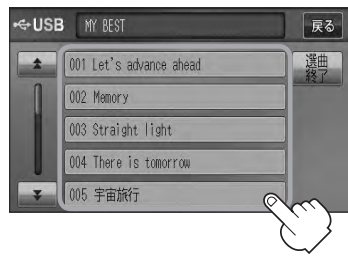 USB MY BEST 戻る
001 Let's advance ahead
選曲
終了
002 Memory
003 Straight light
004 There is tomorrow
005 宇宙旅行